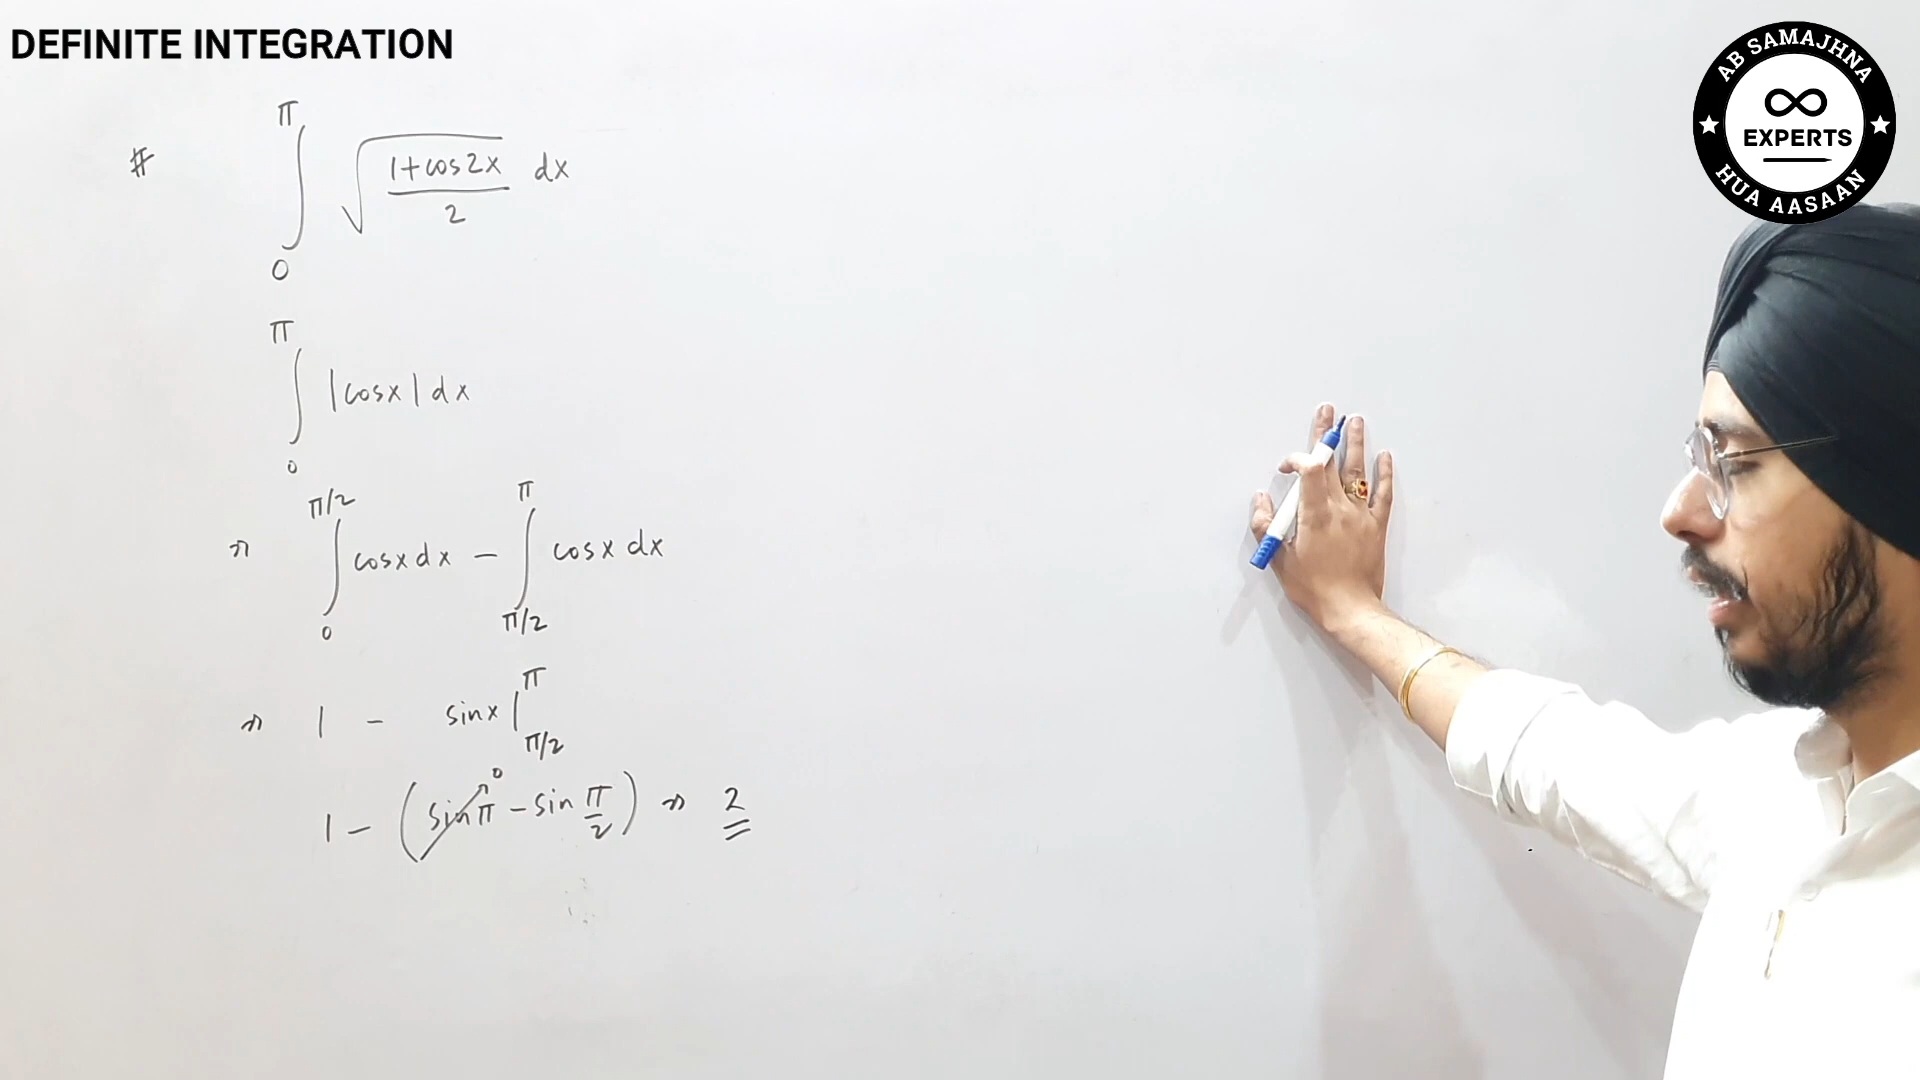 DEFINITE INTEGRATION
AB SAMAJHNA
∞
EXPERTS
HUA AASAAN
# ∫₀^π √((1+cos2x)/2) dx
∫₀^π |cosx| dx
⇒ ∫₀^{π/2} cosx dx − ∫_{π/2}^π cosx dx
⇒ 1 − sinx |_{π/2}^π
1 − (sinπ⁰ − sin π/2) ⇒ 2